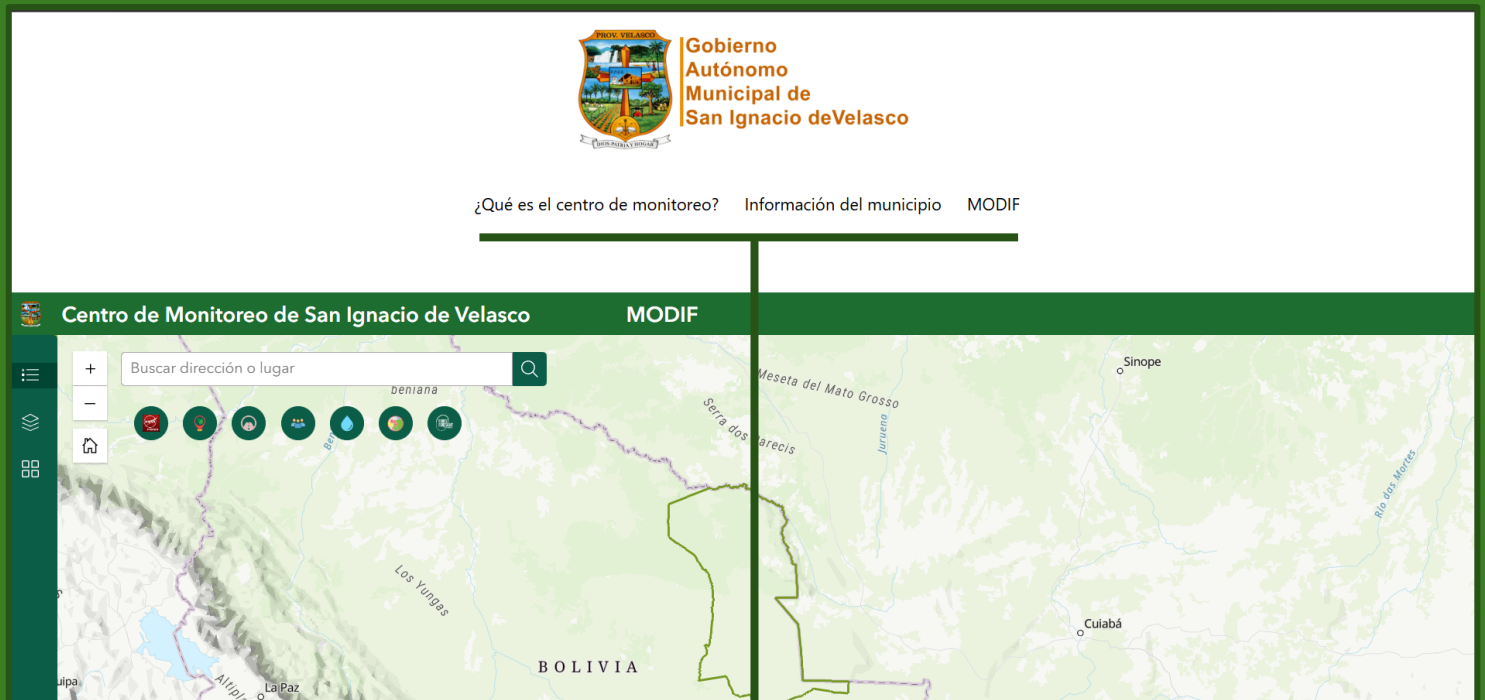 PROV. VELASCO
Gobierno
Autónomo
Municipal de
San Ignacio deVelasco
DIOS-PATRIA Y HOGAR
¿Qué es el centro de monitoreo? Información del municipio MODIF
Centro de Monitoreo de San Ignacio de Velasco MODIF
+
Buscar dirección o lugar
−
beniana
Sinope
Meseta del Mato Grosso
Serra dos Parecis
Juruena
Rio das Mortes
Los Yungas
Cuiabá
BOLIVIA
La Paz